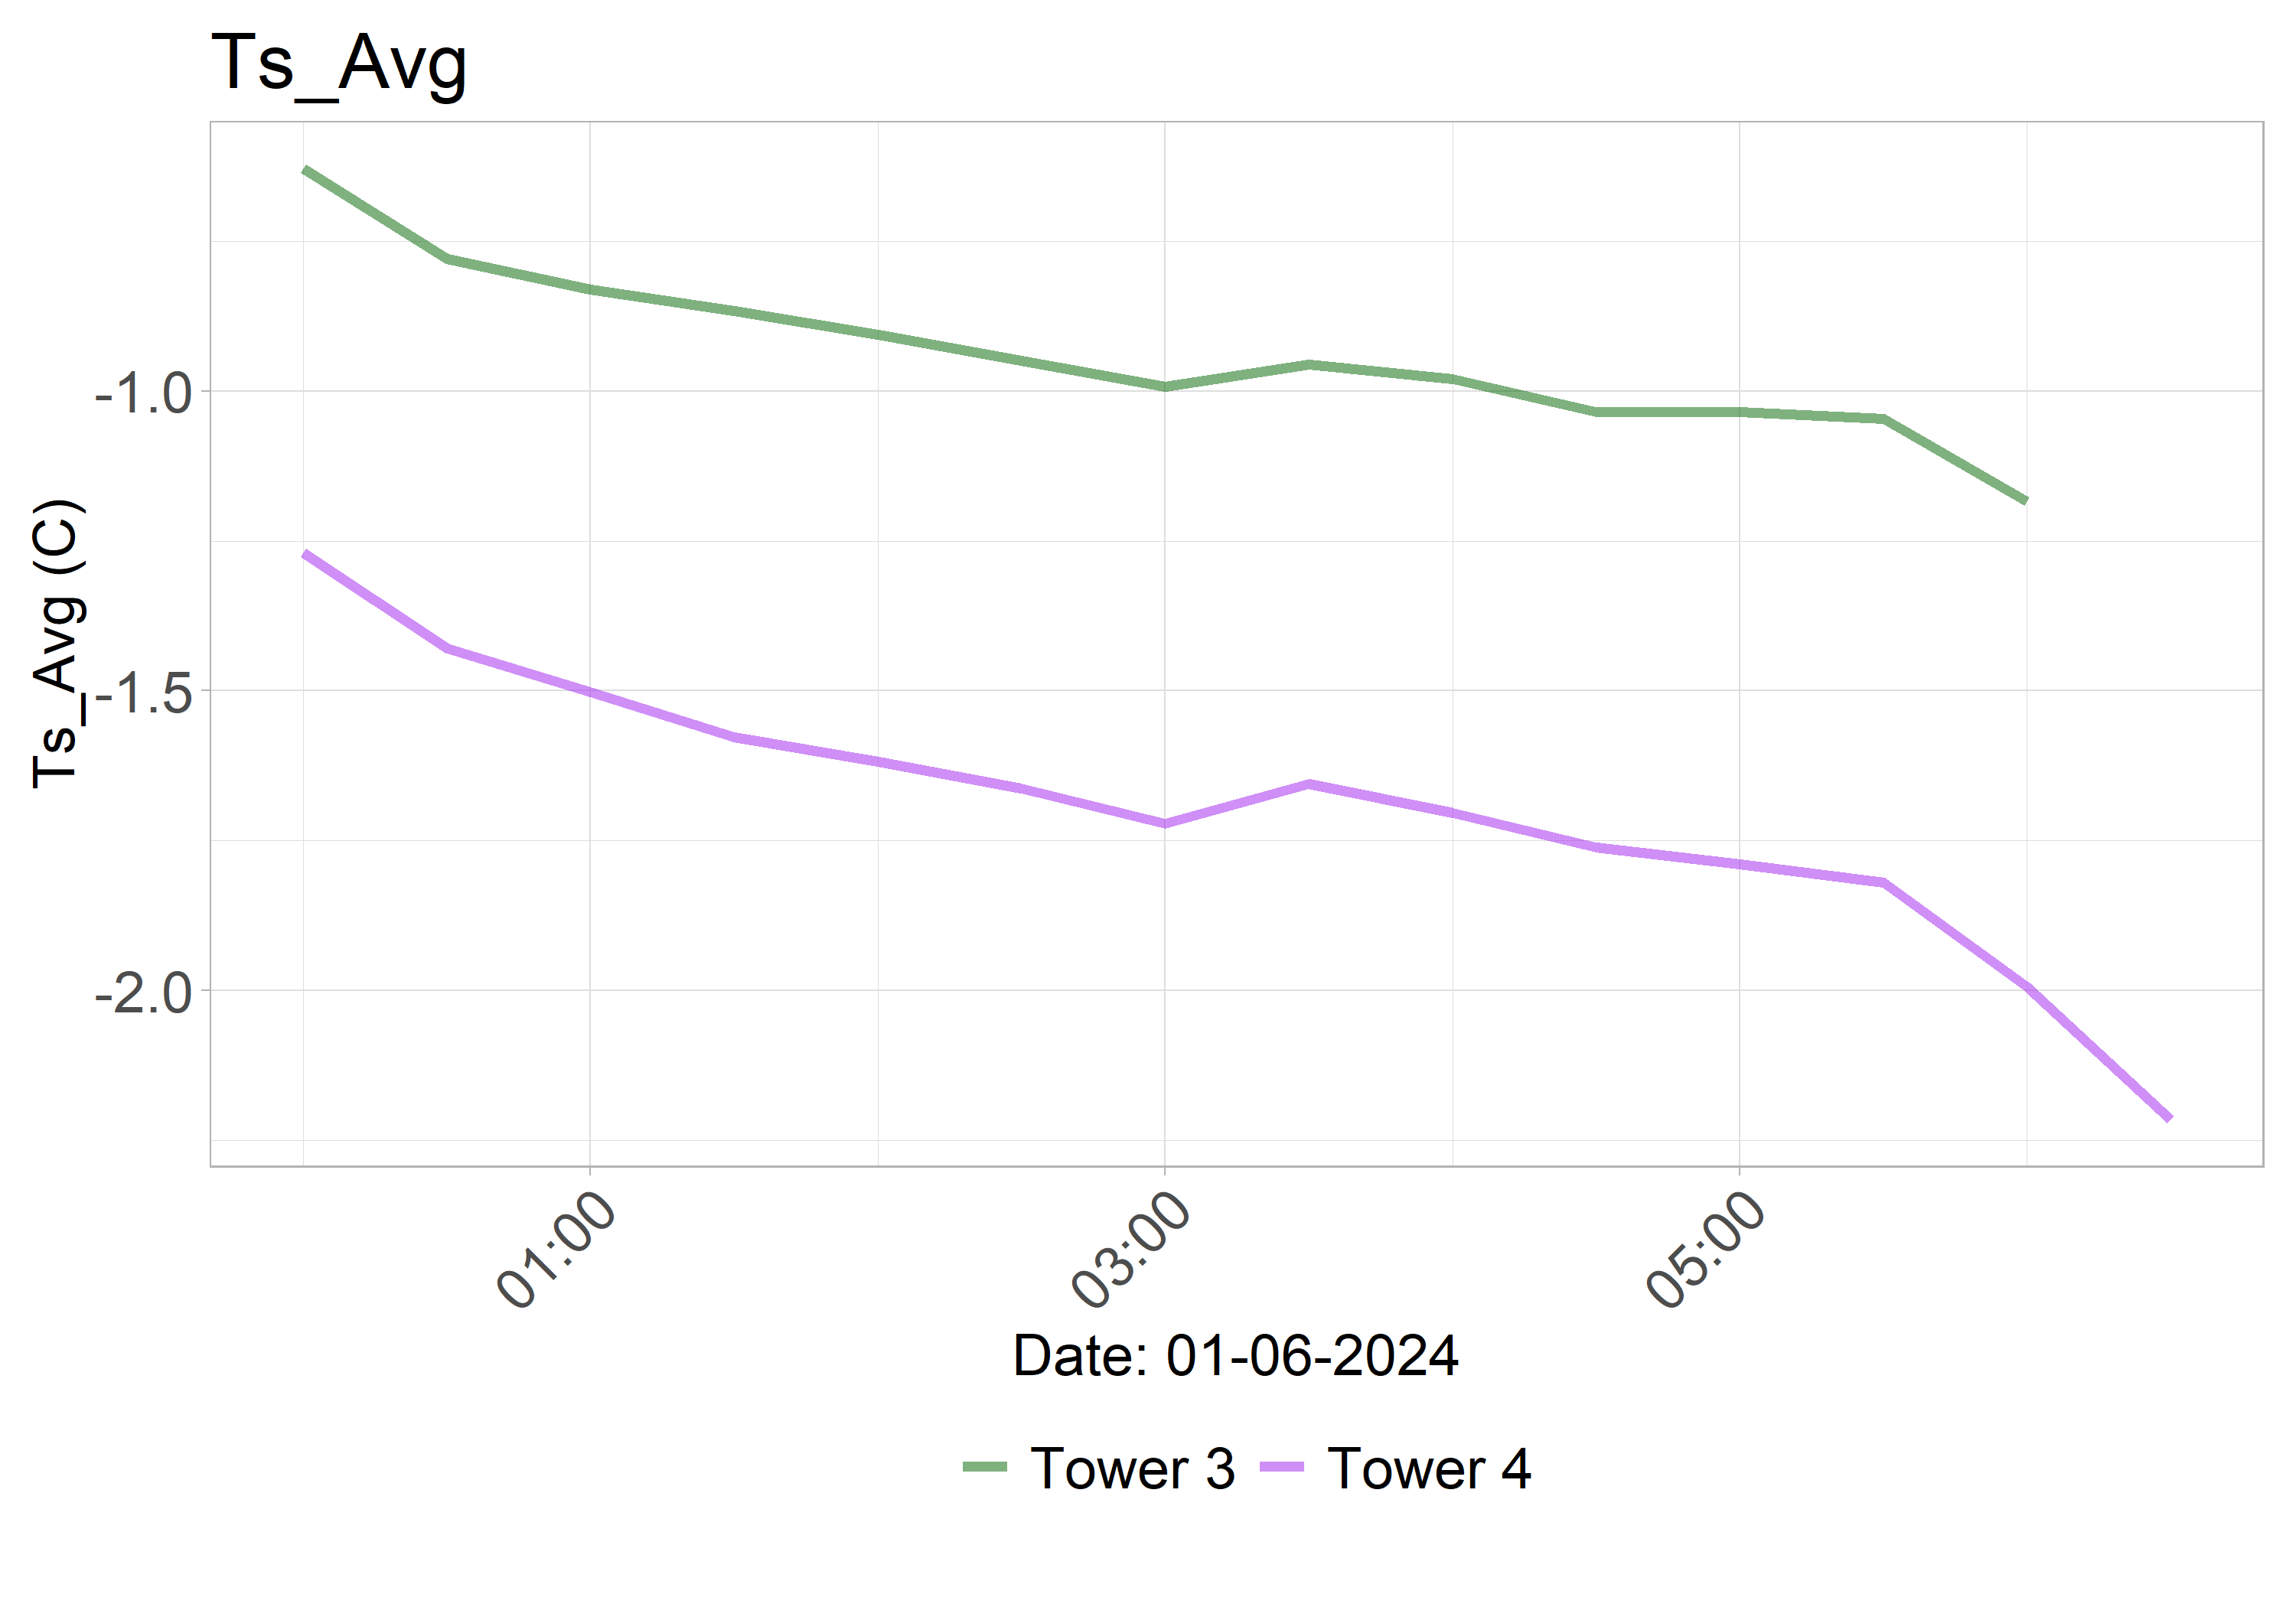 Ts_Avg
Ts_Avg (C)
-1.0
-1.5
-2.0
01:00
03:00
05:00
Date: 01-06-2024
Tower 3
Tower 4